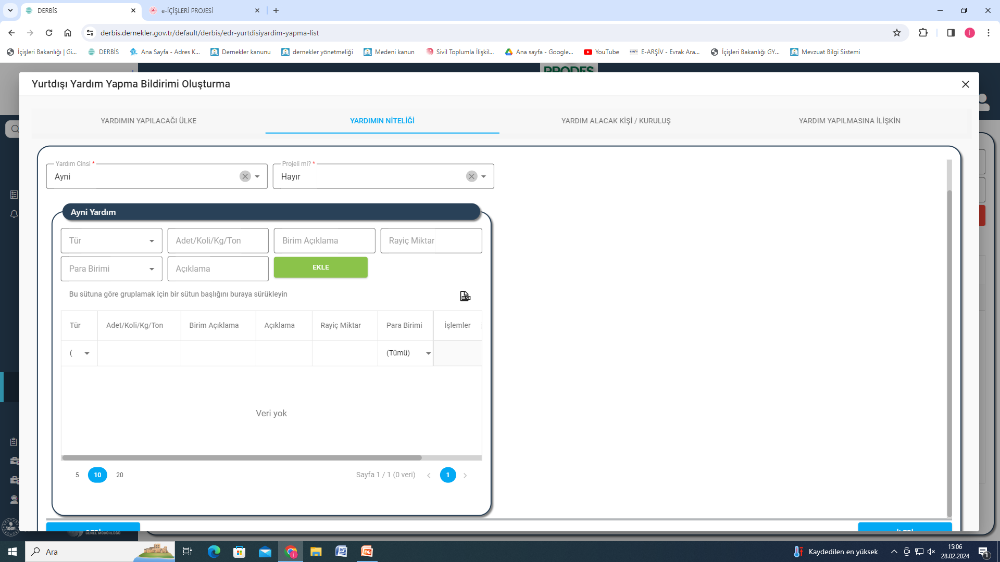 DERBİS
e-İÇİŞLERİ PROJESİ
derbis.dernekler.gov.tr/default/derbis/edr-yurtdisiyardim-yapma-list
I
İçişleri Bakanlığı | Gi...
DERBİS
Ana Sayfa - Adres K...
Dernekler kanunu
dernekler yönetmeliği
Medeni kanun
Sivil Toplumla İlişkil...
Ana sayfa - Google...
YouTube
E-ARŞİV - Evrak Ara...
İçişleri Bakanlığı GY...
Mevzuat Bilgi Sistemi
PRODES
Yurtdışı Yardım Yapma Bildirimi Oluşturma
YARDIMIN YAPILACAĞI ÜLKE
YARDIMIN NİTELİĞİ
YARDIM ALACAK KİŞİ / KURULUŞ
YARDIM YAPILMASINA İLİŞKİN
Yardım Cinsi *
Ayni
Projeli mi? *
Hayır
Ayni Yardım
Tür
Adet/Koli/Kg/Ton
Birim Açıklama
Rayiç Miktar
Para Birimi
Açıklama
EKLE
Bu sütuna göre gruplamak için bir sütun başlığını buraya sürükleyin
Tür
Adet/Koli/Kg/Ton
Birim Açıklama
Açıklama
Rayiç Miktar
Para Birimi
İşlemler
(
(Tümü)
Veri yok
5
10
20
Sayfa 1 / 1 (0 veri)
1
GERİ
İLERİ
GENEL MÜDÜRLÜĞÜ
Ara
Kaydedilen en yüksek
15:06
28.02.2024
1